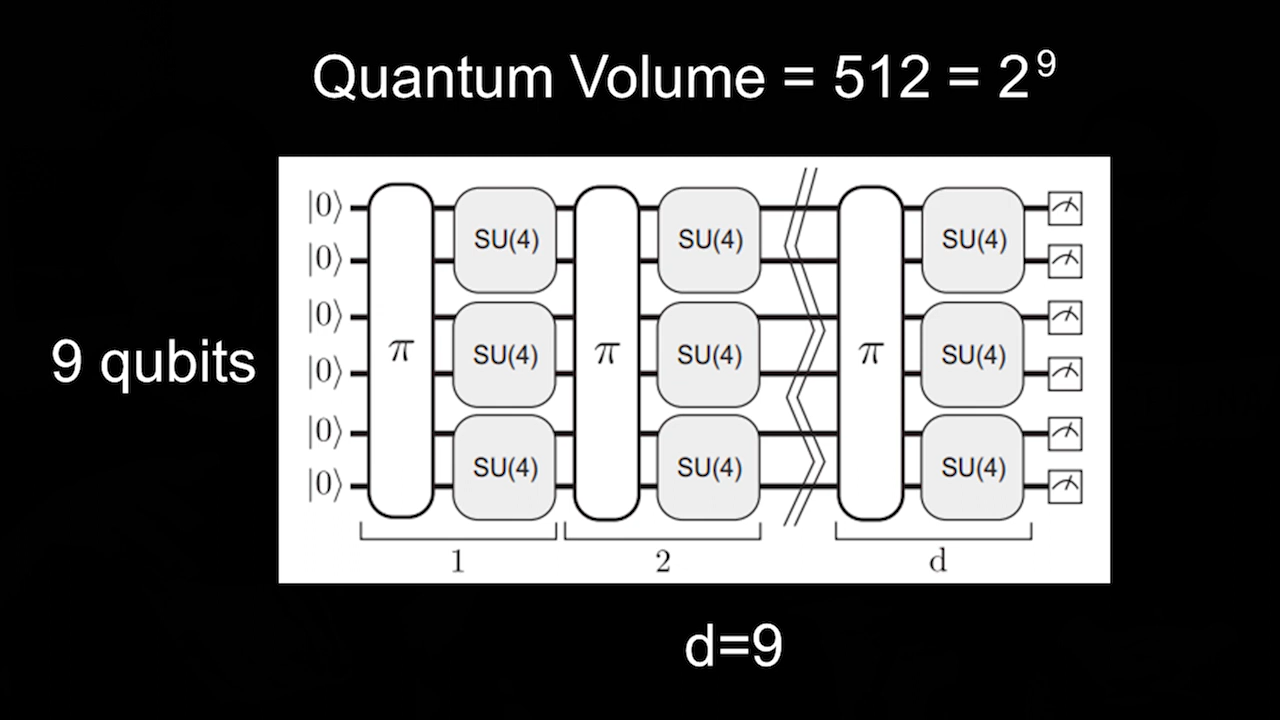 Quantum Volume = 512 = 2⁹
9 qubits
|0⟩ π SU(4) π SU(4) π SU(4)
|0⟩
|0⟩ SU(4) SU(4) SU(4)
|0⟩
|0⟩ SU(4) SU(4) SU(4)
|0⟩
1 2 d
d=9